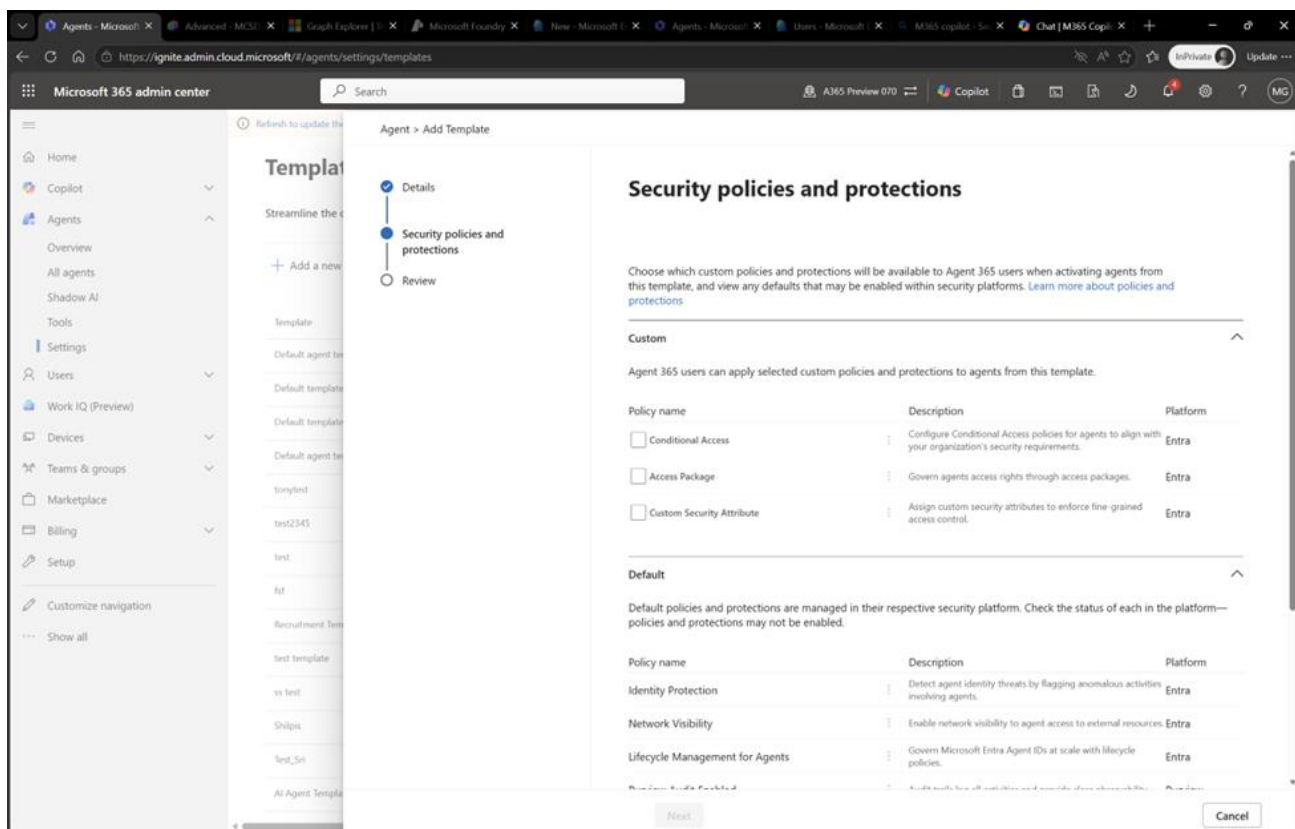 Agents - Microsoft
Advanced - MCSE
Graph Explorer |
Microsoft Foundry
New - Microsoft
Agents - Microsoft
Users - Microsoft
M365 copilot - Se
Chat | M365 Copil
https://ignite.admin.cloud.microsoft/#/agents/settings/templates
InPrivate
Update
Microsoft 365 admin center
Search
A365 Preview 070
Copilot
MG
Home
Copilot
Agents
Overview
All agents
Shadow AI
Tools
Settings
Users
Work IQ (Preview)
Devices
Teams & groups
Marketplace
Billing
Setup
Customize navigation
Show all
Refresh to update the
Templat
Streamline the
Add a new
Template
Default agent te
Default template
Default template
Default agent te
tonytest
test2345
test
fsf
Recruitment Tem
test template
vs test
Test_Sri
AI Agent Templa
Agent > Add Template
Details
Security policies and
protections
Review
Security policies and protections
Choose which custom policies and protections will be available to Agent 365 users when activating agents from
this template, and view any defaults that may be enabled within security platforms. Learn more about policies and
protections
Custom
Agent 365 users can apply selected custom policies and protections to agents from this template.
Policy name Description Platform
Conditional Access Configure Conditional Access policies for agents to align with your organization's security requirements. Entra
Access Package Govern agents access rights through access packages. Entra
Custom Security Attribute Assign custom security attributes to enforce fine-grained access control. Entra
Default
Default policies and protections are managed in their respective security platform. Check the status of each in the platform—
policies and protections may not be enabled.
Policy name Description Platform
Identity Protection Detect agent identity threats by flagging anomalous activities involving agents. Entra
Network Visibility Enable network visibility to agent access to external resources. Entra
Lifecycle Management for Agents Govern Microsoft Entra Agent IDs at scale with lifecycle policies. Entra
Purview Audit Enabled
Next
Cancel